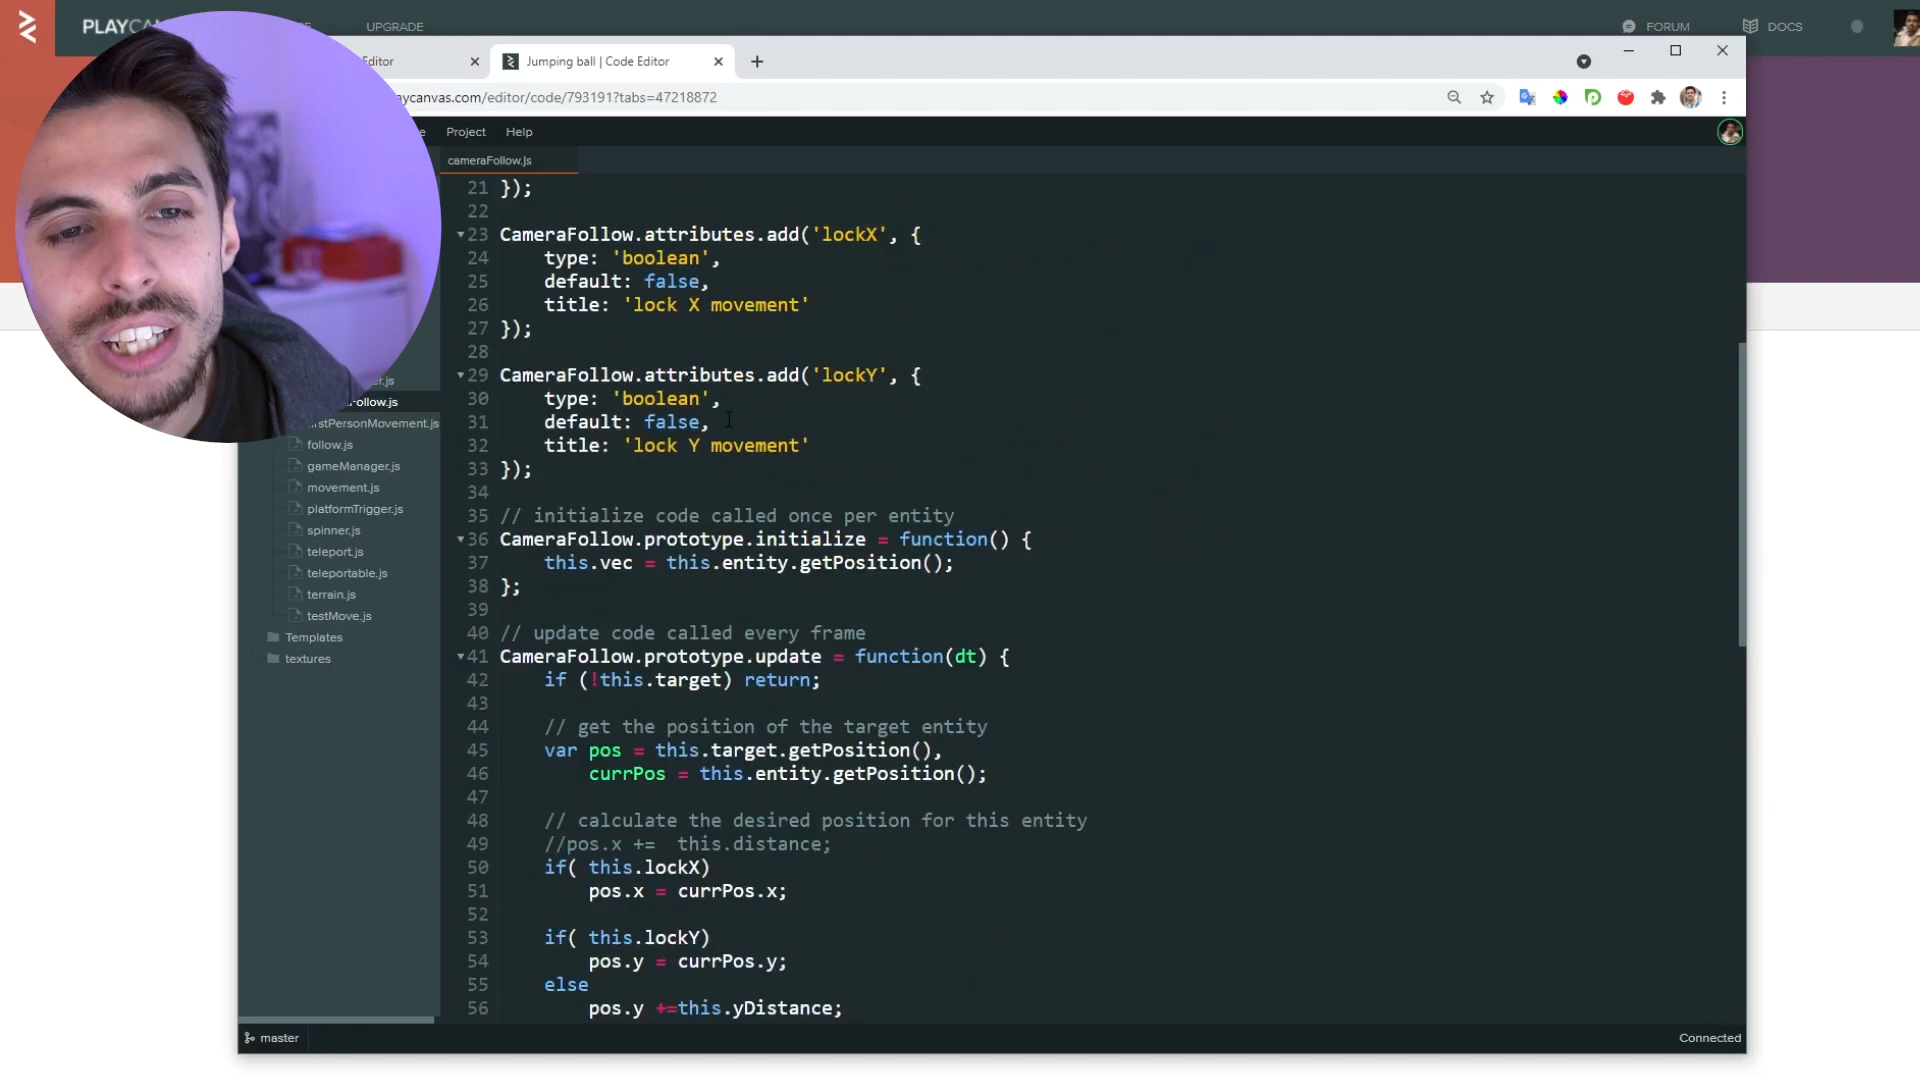 PLAYCAN
UPGRADE
FORUM
DOCS
Editor
Jumping ball | Code Editor
aycanvas.com/editor/code/793191?tabs=47218872
Project
Help
cameraFollow.js
21 });
22
23 CameraFollow.attributes.add('lockX', {
24 type: 'boolean',
25 default: false,
26 title: 'lock X movement'
27 });
28
29 CameraFollow.attributes.add('lockY', {
30 type: 'boolean',
31 default: false,
32 title: 'lock Y movement'
33 });
34
35 // initialize code called once per entity
36 CameraFollow.prototype.initialize = function() {
37 this.vec = this.entity.getPosition();
38 };
39
40 // update code called every frame
41 CameraFollow.prototype.update = function(dt) {
42 if (!this.target) return;
43
44 // get the position of the target entity
45 var pos = this.target.getPosition(),
46 currPos = this.entity.getPosition();
47
48 // calculate the desired position for this entity
49 //pos.x += this.distance;
50 if( this.lockX)
51 pos.x = currPos.x;
52
53 if( this.lockY)
54 pos.y = currPos.y;
55 else
56 pos.y +=this.yDistance;
er.js
ollow.js
irstPersonMovement.js
follow.js
gameManager.js
movement.js
platformTrigger.js
spinner.js
teleport.js
teleportable.js
terrain.js
testMove.js
Templates
textures
master
Connected